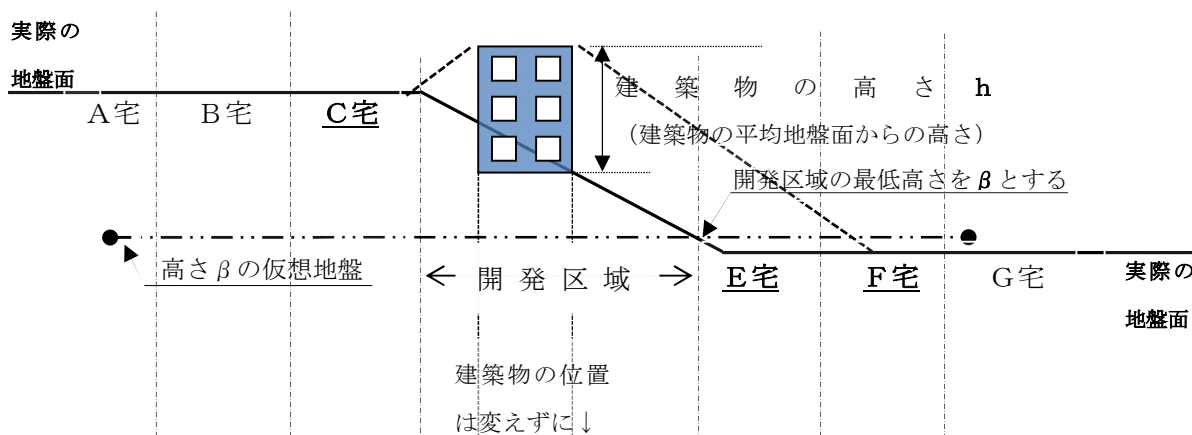 実際の
地盤面
A宅
B宅
C宅
建築物の高さh
(建築物の平均地盤面からの高さ)
開発区域の最低高さをβとする
高さβの仮想地盤
開発区域
E宅
F宅
G宅
実際の
地盤面
建築物の位置
は変えずに↓